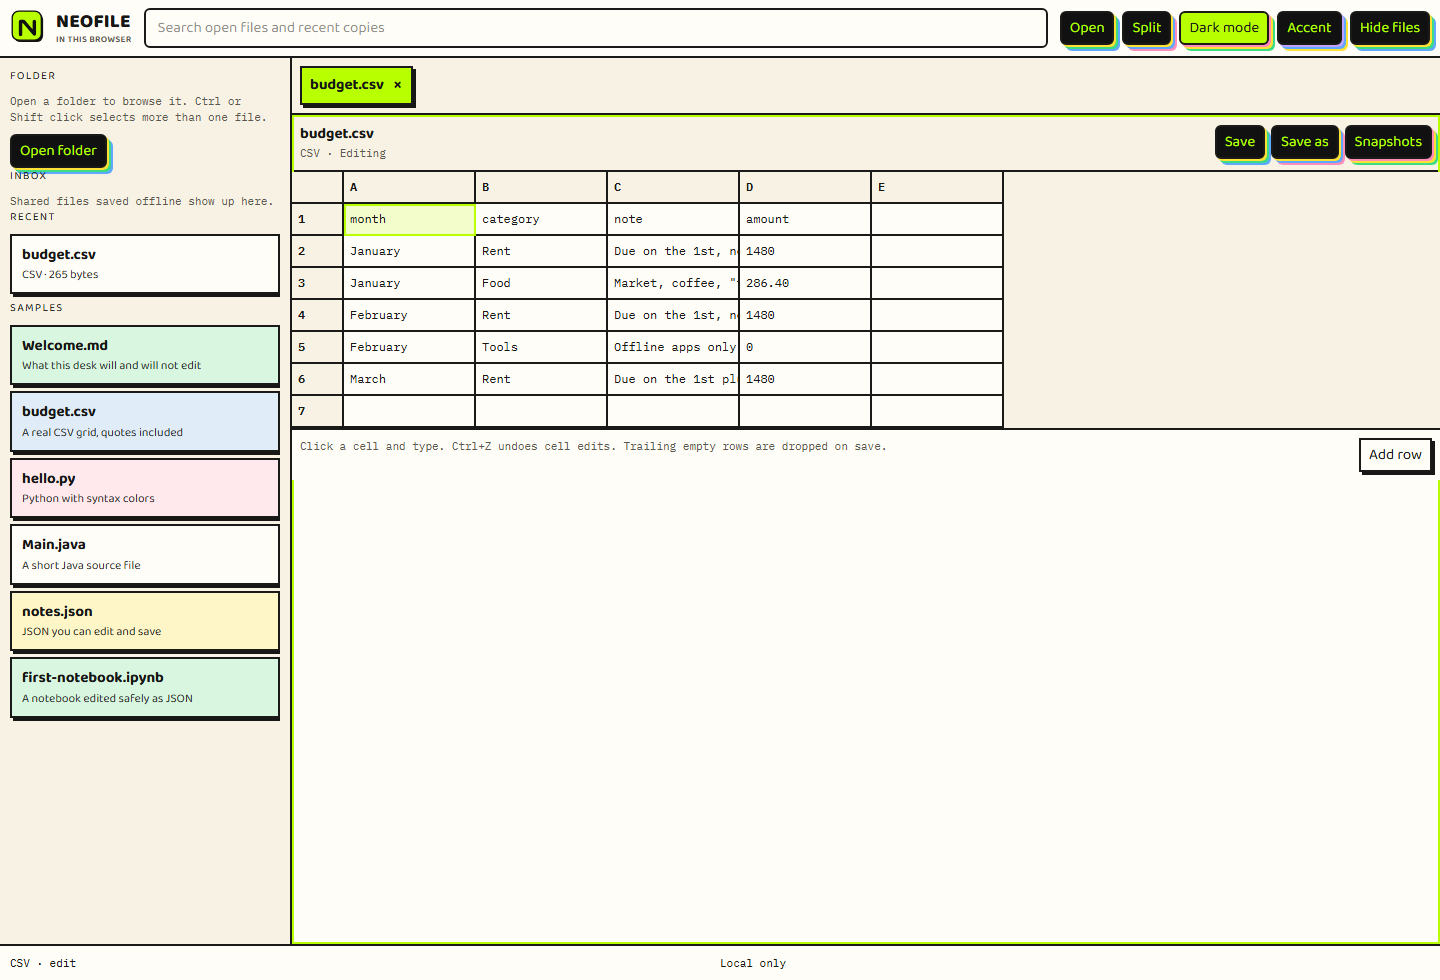 N NEOFILE
IN THIS BROWSER
Search open files and recent copies
Open Split Dark mode Accent Hide files
FOLDER
Open a folder to browse it. Ctrl or
Shift click selects more than one file.
Open folder
INBOX
Shared files saved offline show up here.
RECENT
budget.csv
CSV · 265 bytes
SAMPLES
Welcome.md
What this desk will and will not edit
budget.csv
A real CSV grid, quotes included
hello.py
Python with syntax colors
Main.java
A short Java source file
notes.json
JSON you can edit and save
first-notebook.ipynb
A notebook edited safely as JSON
budget.csv ×
budget.csv
CSV · Editing
Save Save as Snapshots
A B C D E
1 month category note amount
2 January Rent Due on the 1st, 1480
3 January Food Market, coffee, 286.40
4 February Rent Due on the 1st, 1480
5 February Tools Offline apps only 0
6 March Rent Due on the 1st 1480
7
Click a cell and type. Ctrl+Z undoes cell edits. Trailing empty rows are dropped on save.
Add row
CSV · edit
Local only